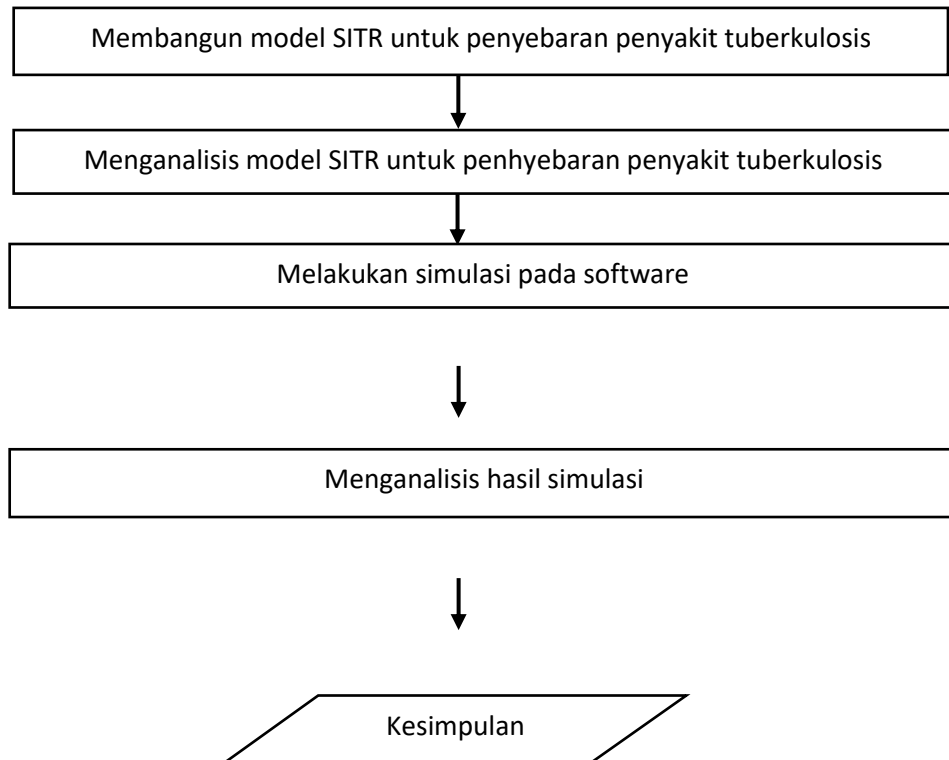 Membangun model SITR untuk penyebaran penyakit tuberkulosis
Menganalisis model SITR untuk penhyebaran penyakit tuberkulosis
Melakukan simulasi pada software
Menganalisis hasil simulasi
Kesimpulan